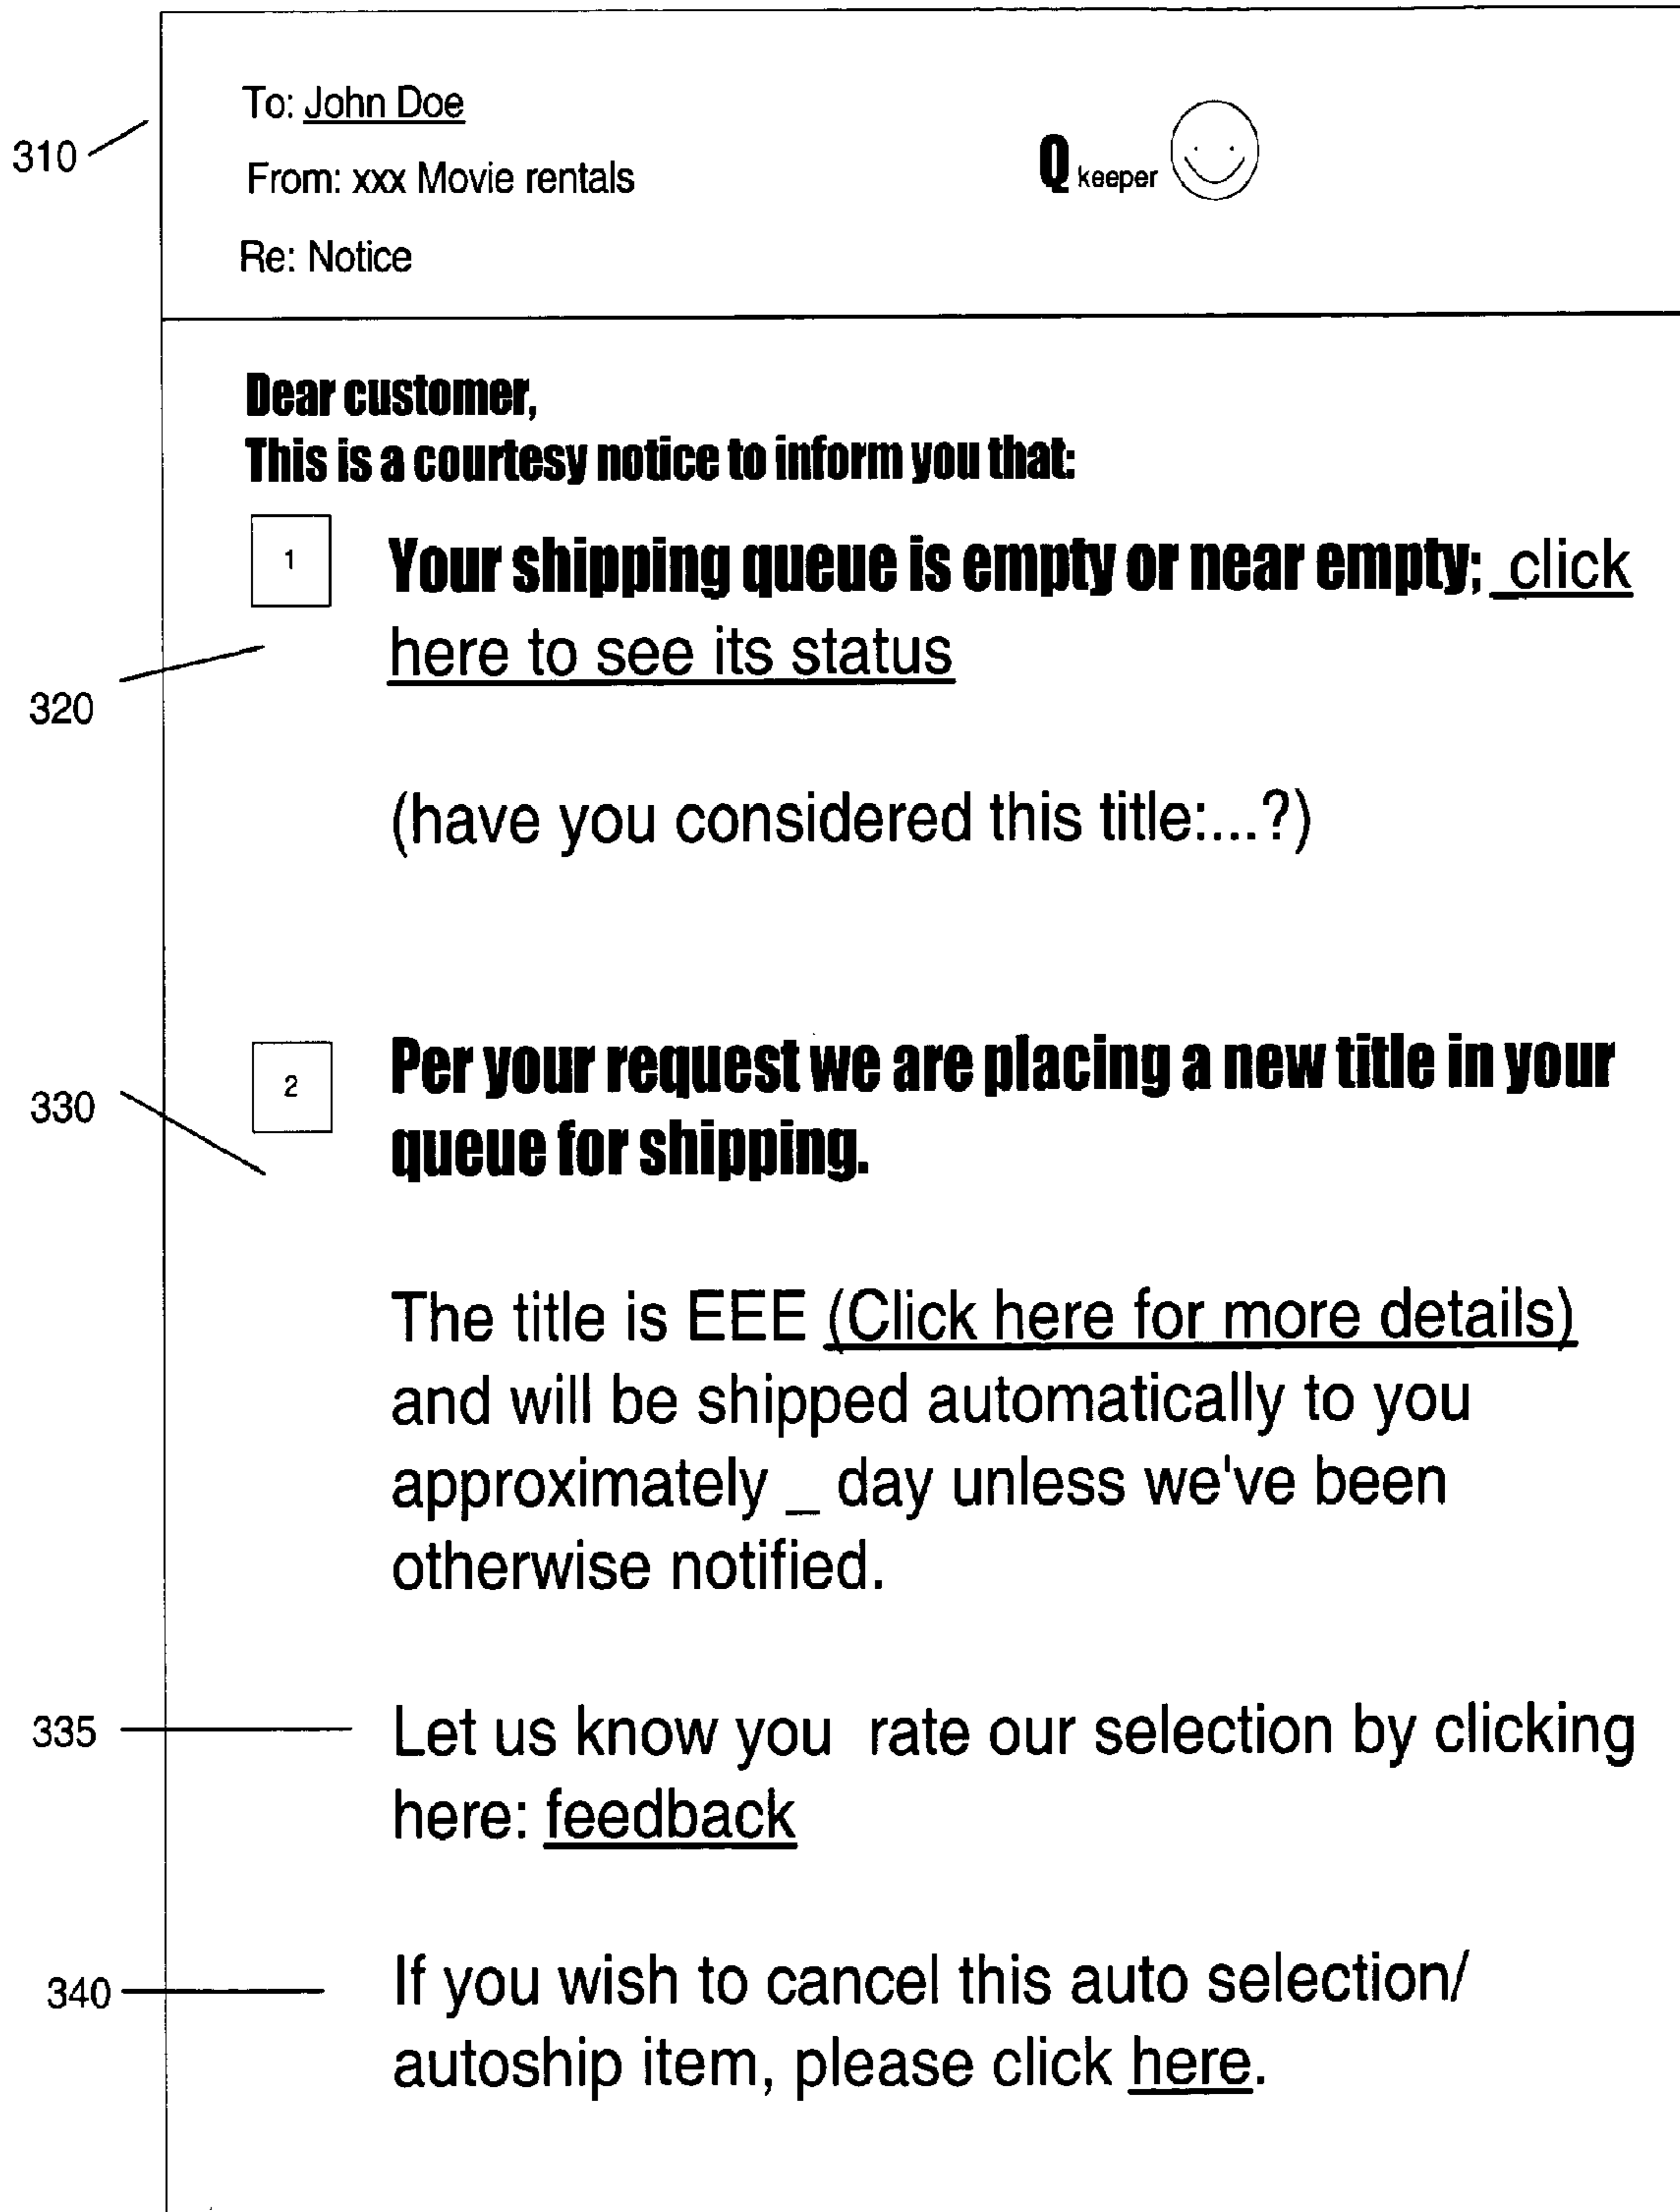 To: John Doe
310
From: xxx Movie rentals
Q keeper
Re: Notice
Dear customer,
This is a courtesy notice to inform you that:
1
Your shipping queue is empty or near empty; click
here to see its status
320
(have you considered this title:...?)
2
Per your request we are placing a new title in your
330
queue for shipping.
The title is EEE (Click here for more details)
and will be shipped automatically to you
approximately _ day unless we've been
otherwise notified.
335
Let us know you rate our selection by clicking
here: feedback
340
If you wish to cancel this auto selection/
autoship item, please click here.